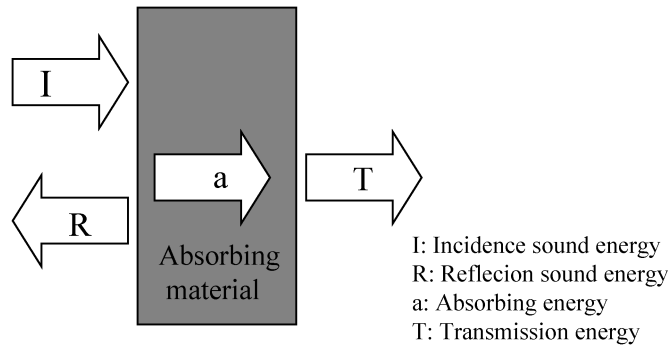 I
a
T
R
Absorbing
material
I: Incidence sound energy
R: Reflecion sound energy
a: Absorbing energy
T: Transmission energy